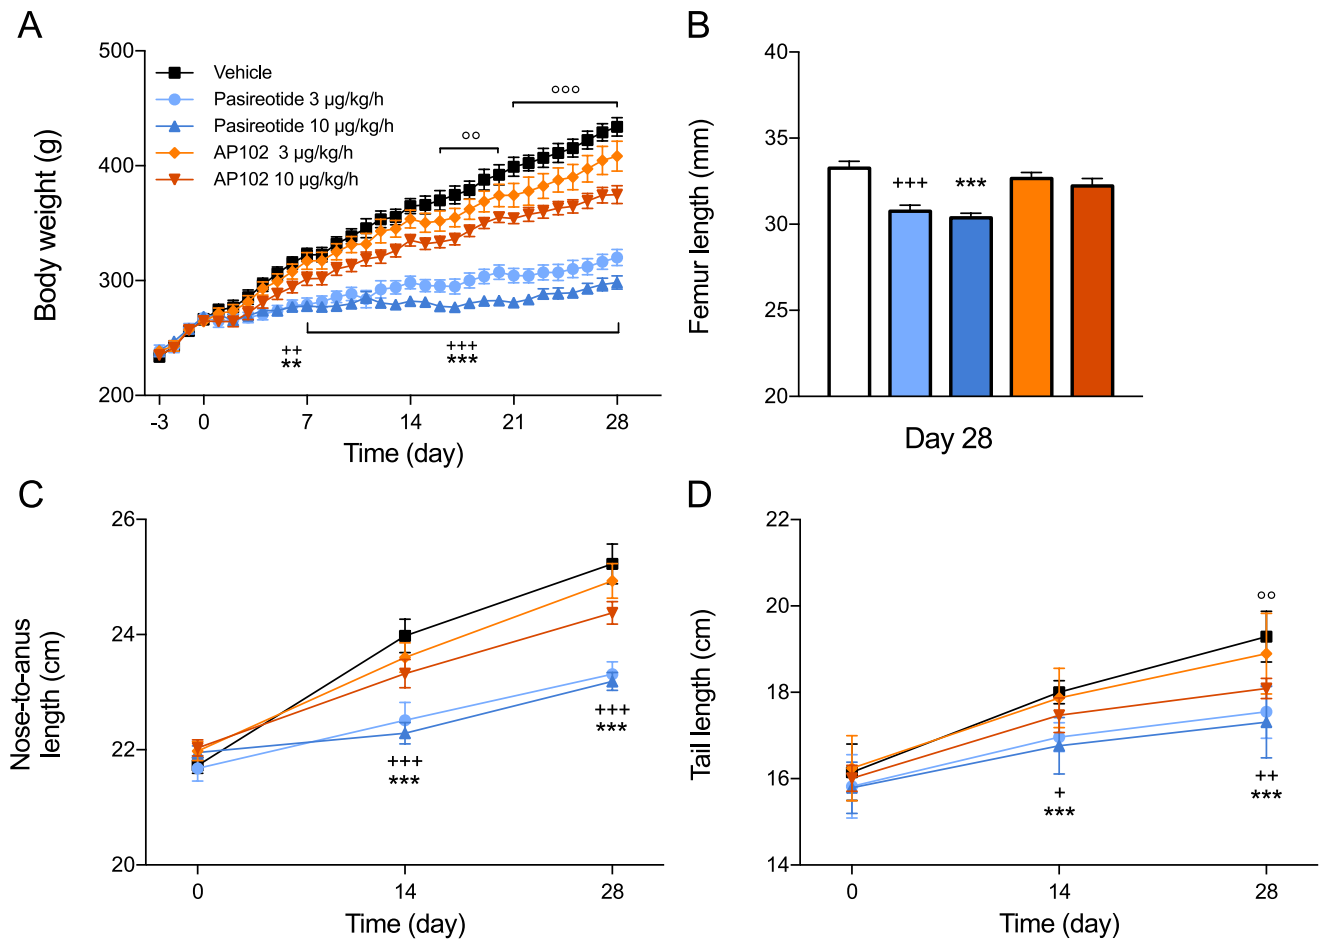 A
Body weight (g)
500
400
300
200
Vehicle
Pasireotide 3 µg/kg/h
Pasireotide 10 µg/kg/h
AP102 3 µg/kg/h
AP102 10 µg/kg/h
°°
°°°
++
**
+++
***
-3 0 7 14 21 28
Time (day)
B
Femur length (mm)
40
35
30
25
20
+++ ***
Day 28
C
Nose-to-anus
length (cm)
26
24
22
20
+++
***
+++
***
0 14 28
Time (day)
D
Tail length (cm)
22
20
18
16
14
°°
+
***
++
***
0 14 28
Time (day)